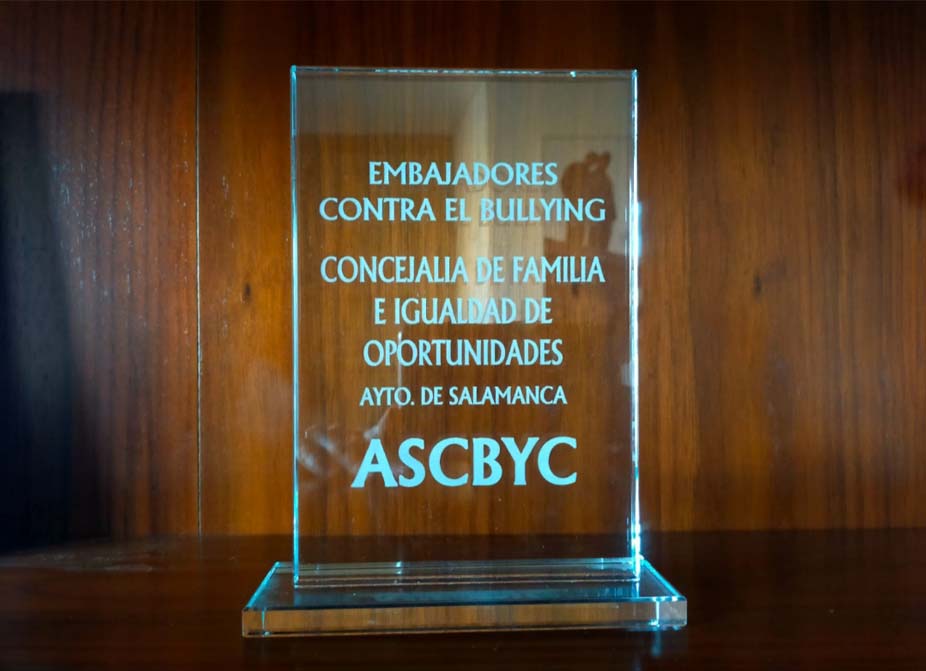 EMBAJADORES
CONTRA EL BULLYING
CONCEJALIA DE FAMILIA
E IGUALDAD DE
OPORTUNIDADES
AYTO. DE SALAMANCA
ASCBYC